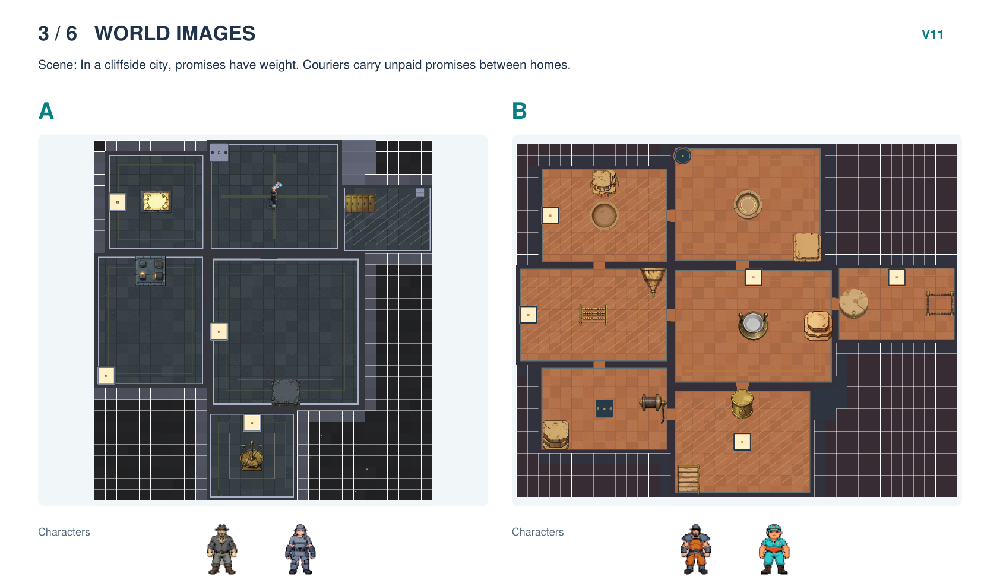 3 / 6 WORLD IMAGES
V11
Scene: In a cliffside city, promises have weight. Couriers carry unpaid promises between homes.
A
B
Characters
Characters